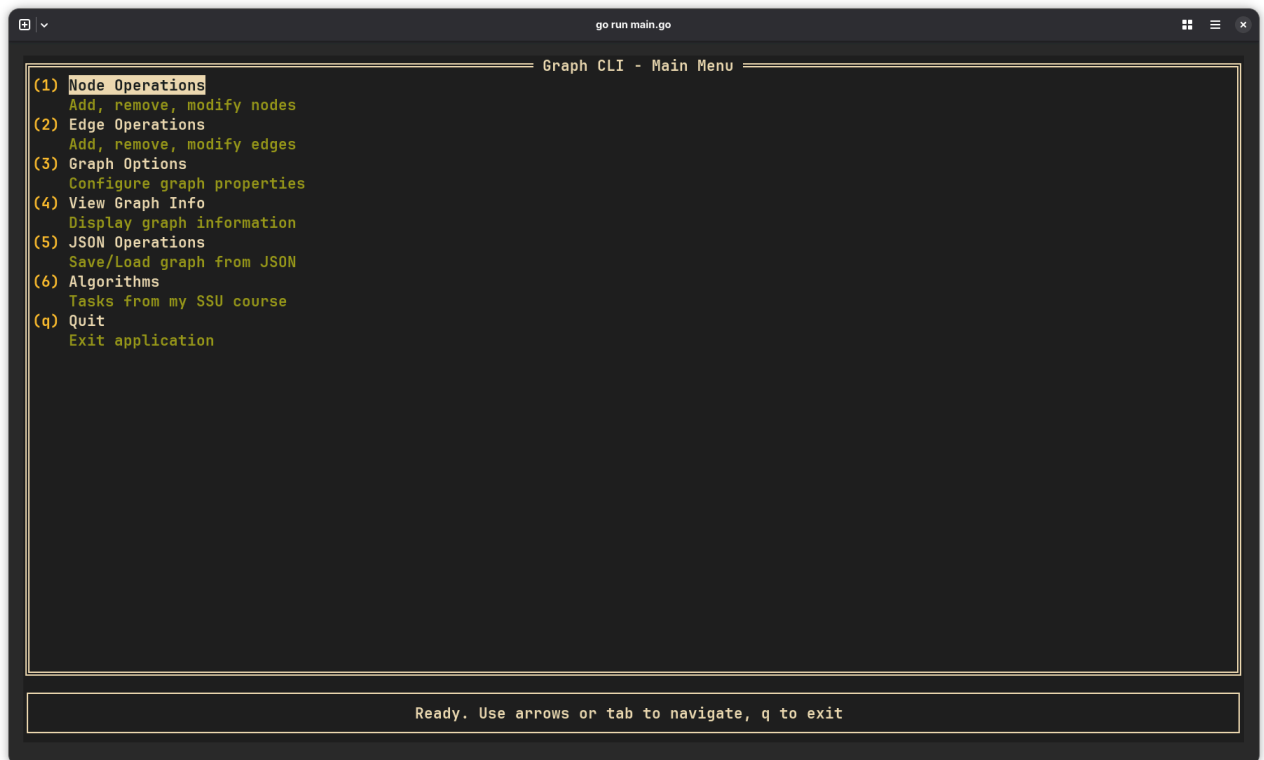 go run main.go
Graph CLI - Main Menu
(1) Node Operations
Add, remove, modify nodes
(2) Edge Operations
Add, remove, modify edges
(3) Graph Options
Configure graph properties
(4) View Graph Info
Display graph information
(5) JSON Operations
Save/Load graph from JSON
(6) Algorithms
Tasks from my SSU course
(q) Quit
Exit application
Ready. Use arrows or tab to navigate, q to exit